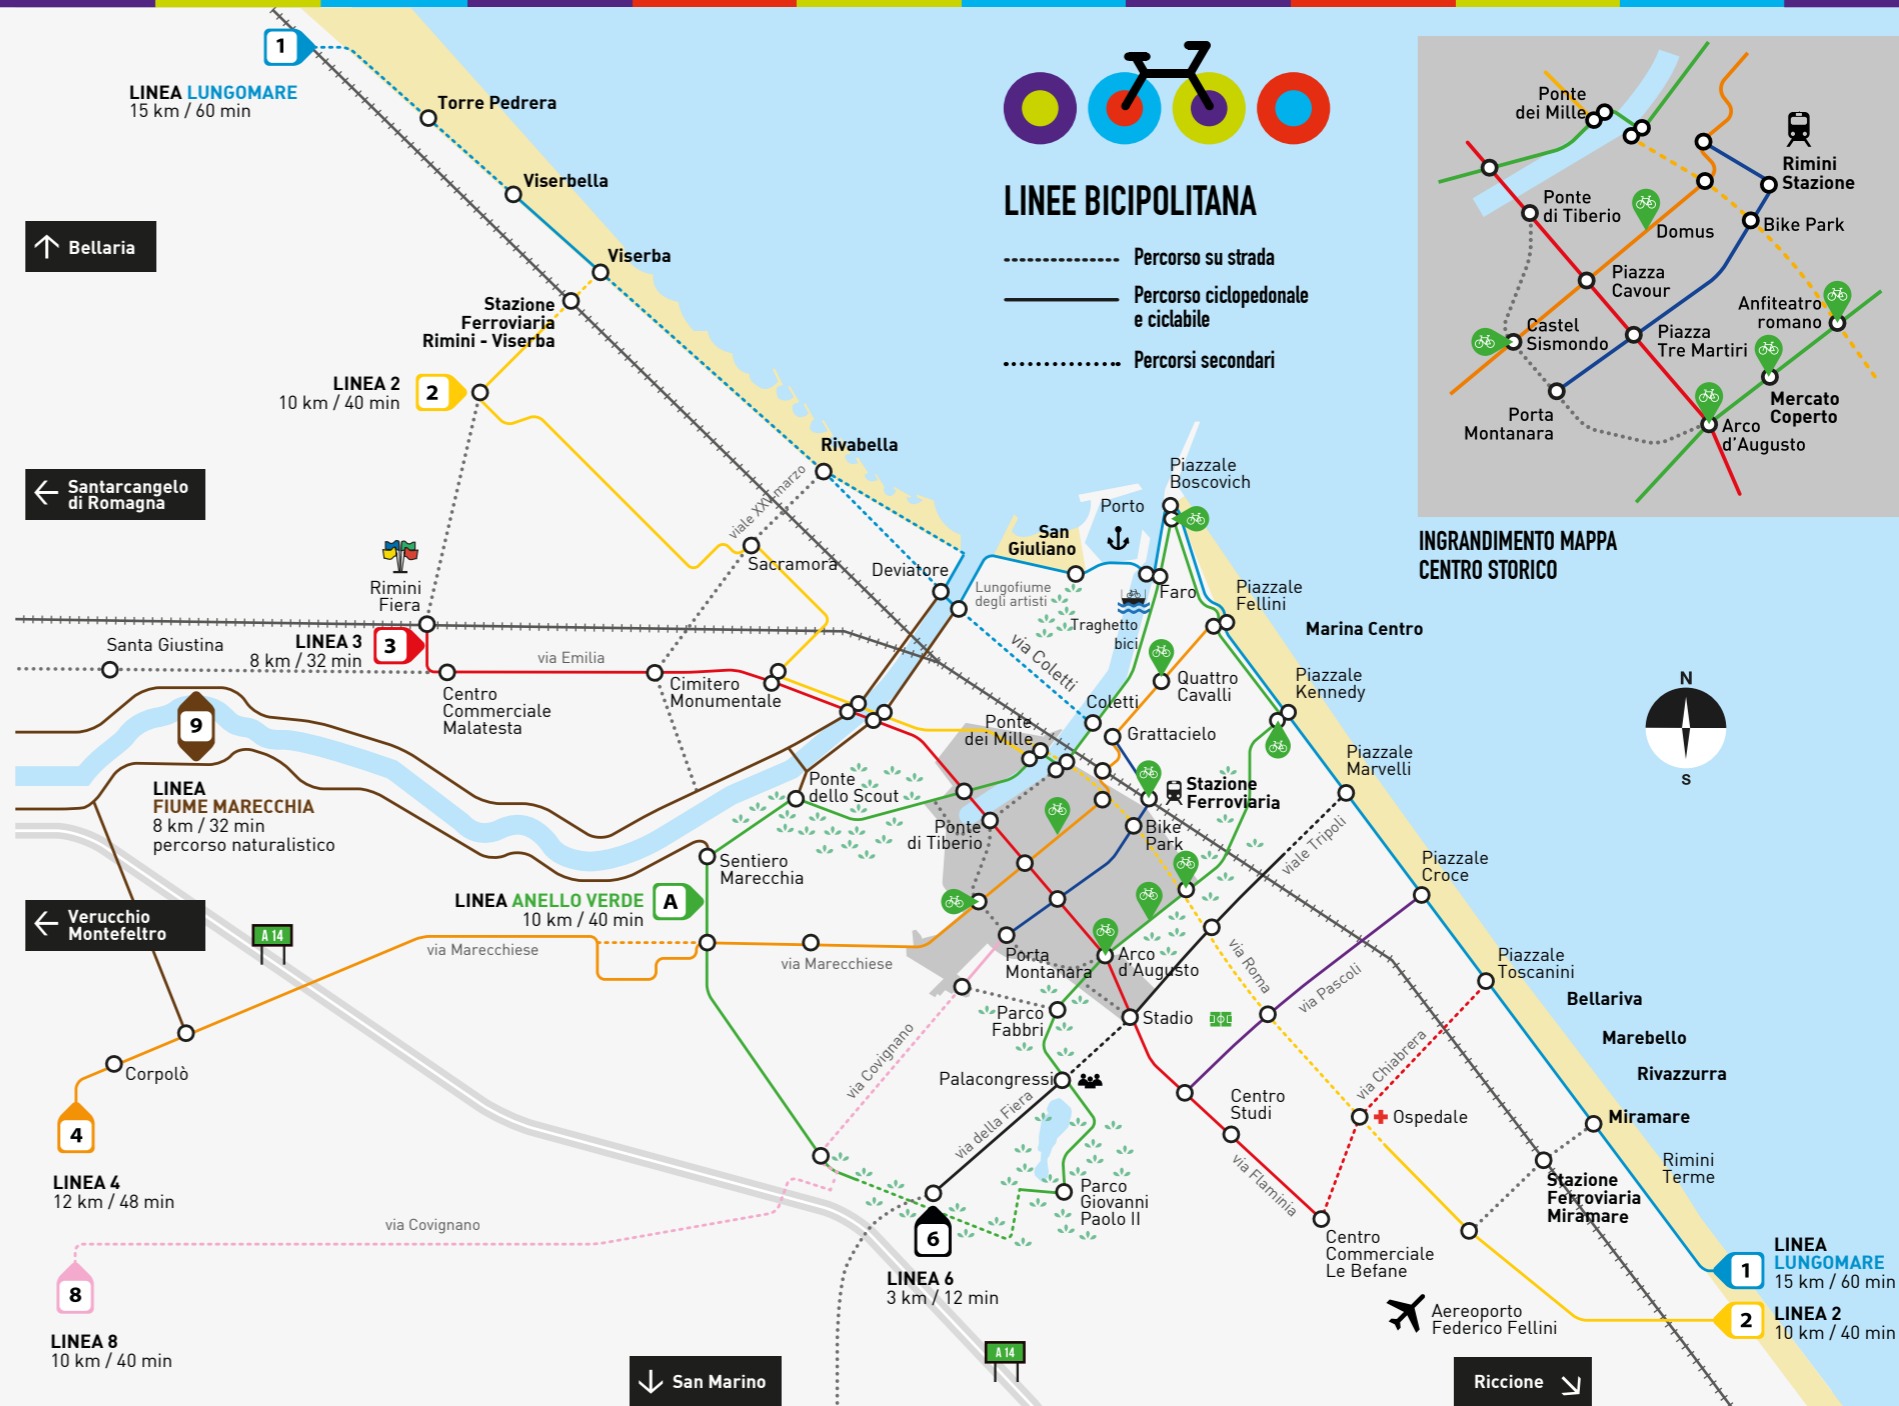 1
LINEA LUNGOMARE
15 km / 60 min
Torre Pedrera
Viserbella
Viserba
Stazione
Ferroviaria
Rimini - Viserba
Bellaria
LINEA 2
10 km / 40 min
2
Santarcangelo
di Romagna
Rivabella
viale XXV marzo
Sacramora
Rimini
Fiera
Deviatore
Santa Giustina
LINEA 3
8 km / 32 min
3
via Emilia
Centro
Commerciale
Malatesta
Cimitero
Monumentale
9
LINEA
FIUME MARECCHIA
8 km / 32 min
percorso naturalistico
Ponte
dello Scout
Sentiero
Marecchia
LINEA ANELLO VERDE
10 km / 40 min
A
Verucchio
Montefeltro
A 14
via Marecchiese
via Marecchiese
Corpolò
4
LINEA 4
12 km / 48 min
via Covignano
via Covignano
8
LINEA 8
10 km / 40 min
San Marino
LINEE BICIPOLITANA
Percorso su strada
Percorso ciclopedonale
e ciclabile
Percorsi secondari
Piazzale
Boscovich
Porto
San
Giuliano
Lungofiume
degli artisti
Faro
Traghetto
bici
Piazzale
Fellini
Marina Centro
via Coletti
Coletti
Quattro
Cavalli
Piazzale
Kennedy
Ponte
dei Mille
Grattacielo
Piazzale
Marvelli
Stazione
Ferroviaria
Bike
Park
Ponte
di Tiberio
viale Tripoli
Piazzale
Croce
Porta
Montanara
Arco
d'Augusto
via Roma
via Pascoli
Piazzale
Toscanini
Bellariva
Marebello
Rivazzurra
Miramare
Parco
Fabbri
Stadio
Palacongressi
via della Fiera
Centro
Studi
via Chiabrera
Ospedale
via Flaminia
Rimini
Terme
Stazione
Ferroviaria
Miramare
Parco
Giovanni
Paolo II
6
LINEA 6
3 km / 12 min
Centro
Commerciale
Le Befane
Aereoporto
Federico Fellini
A 14
Riccione
1
LINEA
LUNGOMARE
15 km / 60 min
2
LINEA 2
10 km / 40 min
N
S
Ponte
dei Mille
Rimini
Stazione
Ponte
di Tiberio
Domus
Bike Park
Piazza
Cavour
Anfiteatro
romano
Castel
Sismondo
Piazza
Tre Martiri
Mercato
Coperto
Porta
Montanara
Arco
d'Augusto
INGRANDIMENTO MAPPA
CENTRO STORICO